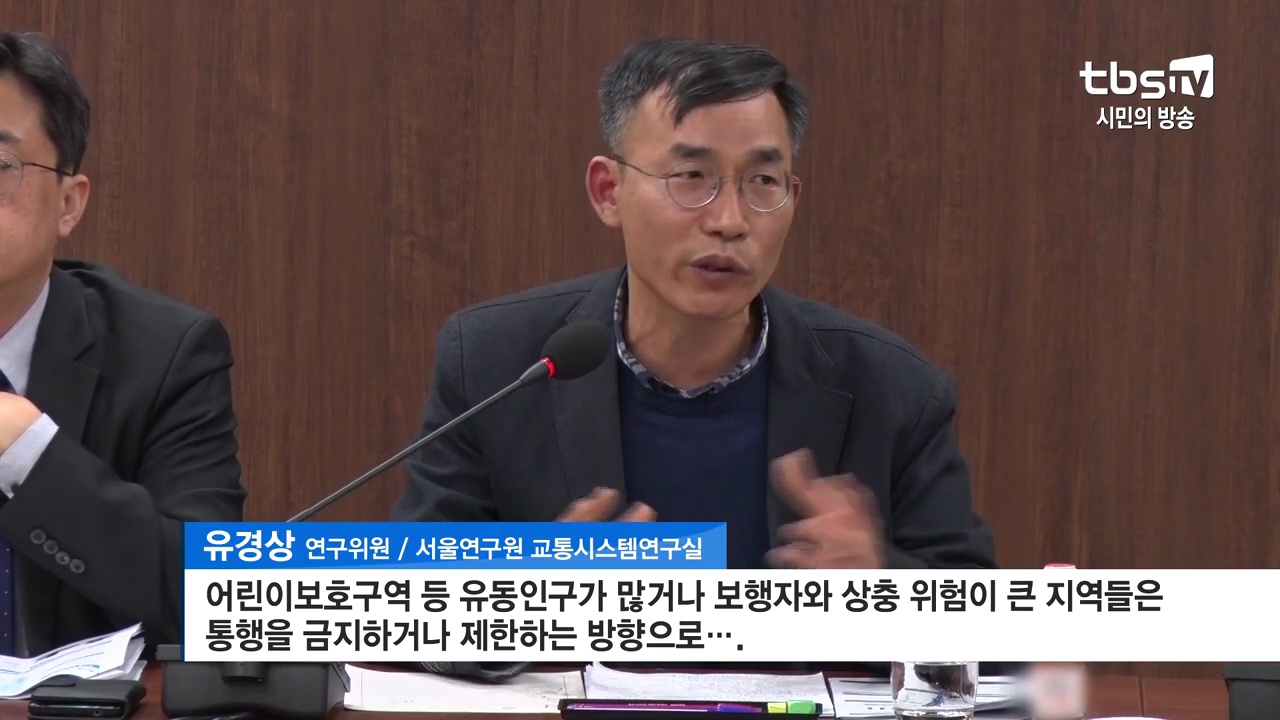 tbs TV
시민의 방송
유경상 연구위원 / 서울연구원 교통시스템연구실
어린이보호구역 등 유동인구가 많거나 보행자와 상충 위험이 큰 지역들은
통행을 금지하거나 제한하는 방향으로….